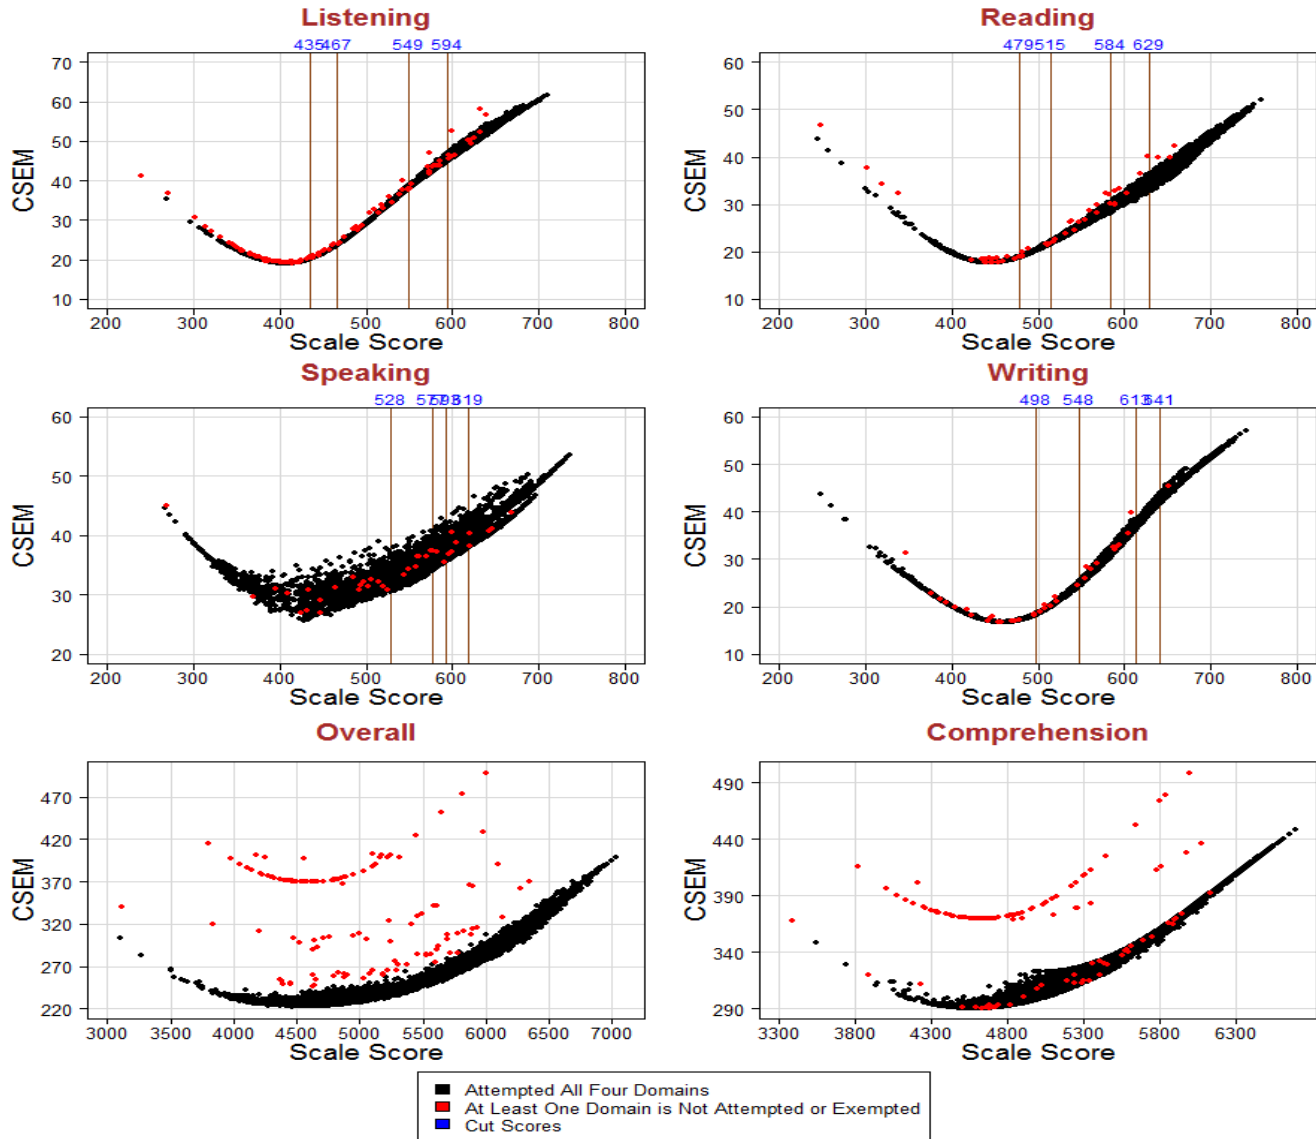 Listening
435 467 549 594
70
60
50
40
30
20
10
CSEM
200 300 400 500 600 700 800
Scale Score
Reading
479 515 584 629
60
50
40
30
20
10
CSEM
200 300 400 500 600 700 800
Scale Score
Speaking
528 577 593 619
60
50
40
30
20
CSEM
200 300 400 500 600 700 800
Scale Score
Writing
498 548 613 641
60
50
40
30
20
10
CSEM
200 300 400 500 600 700 800
Scale Score
Overall
470
420
370
320
270
220
CSEM
3000 3500 4000 4500 5000 5500 6000 6500 7000
Scale Score
Comprehension
490
440
390
340
290
CSEM
3300 3800 4300 4800 5300 5800 6300
Scale Score
Attempted All Four Domains
At Least One Domain is Not Attempted or Exempted
Cut Scores